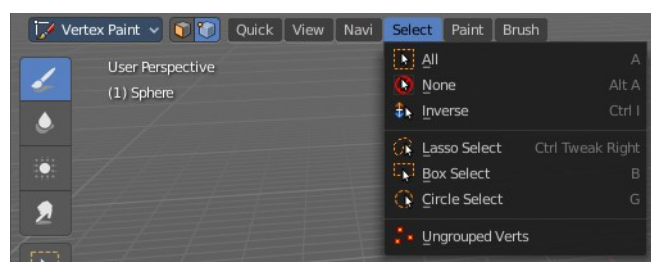 Vertex Paint Quick View Navi Select Paint Brush
User Perspective
(1) Sphere
All A
None Alt A
Inverse Ctrl I
Lasso Select Ctrl Tweak Right
Box Select B
Circle Select G
Ungrouped Verts